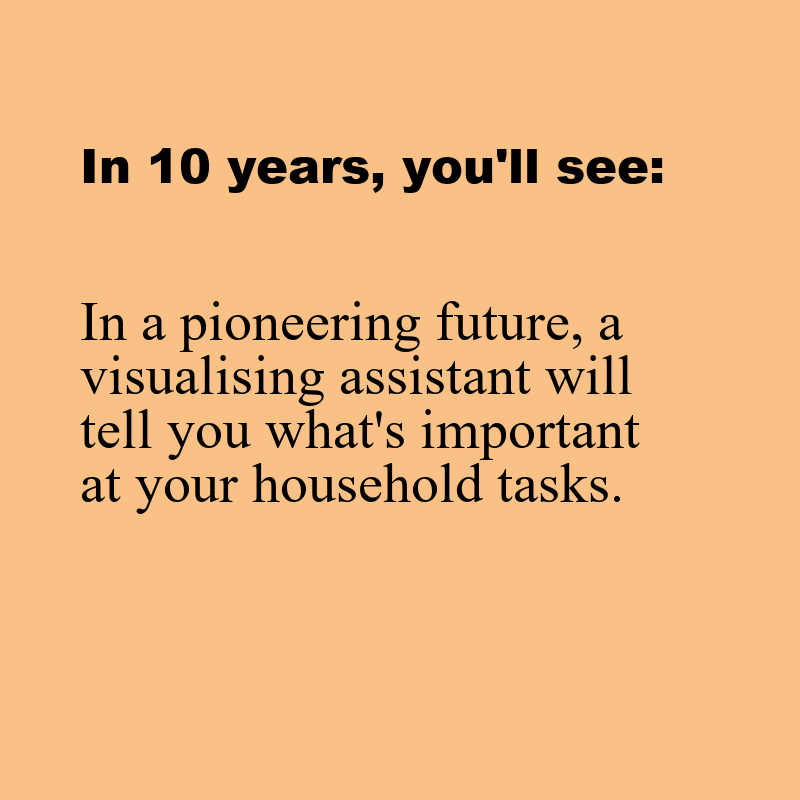 In 10 years, you'll see:
In a pioneering future, a
visualising assistant will
tell you what's important
at your household tasks.